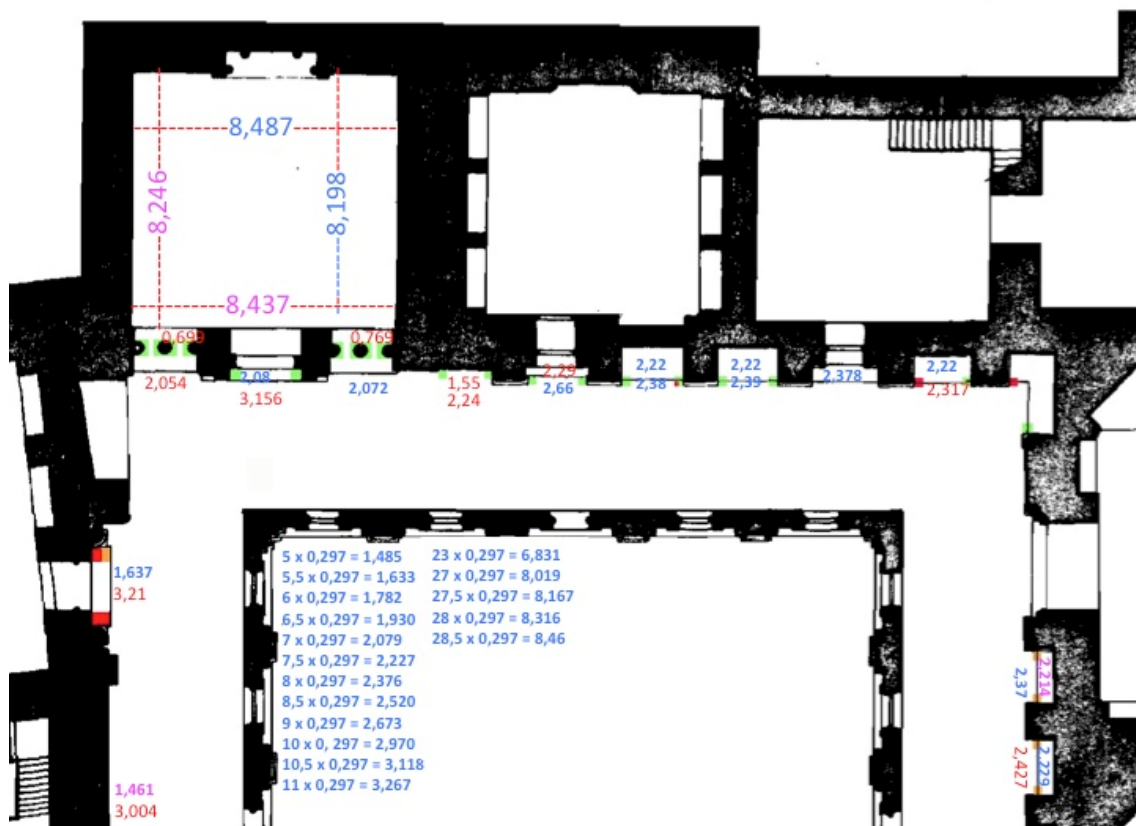 8,487
8,246
8,198
8,437
0,699
0,769
2,054
2,08
3,156
2,072
1,55
2,24
2,29
2,66
2,22
2,38
2,22
2,39
2,378
2,22
2,317
1,637
3,21
5 x 0,297 = 1,485
5,5 x 0,297 = 1,633
6 x 0,297 = 1,782
6,5 x 0,297 = 1,930
7 x 0,297 = 2,079
7,5 x 0,297 = 2,227
8 x 0,297 = 2,376
8,5 x 0,297 = 2,520
9 x 0,297 = 2,673
10 x 0, 297 = 2,970
10,5 x 0,297 = 3,118
11 x 0,297 = 3,267
23 x 0,297 = 6,831
27 x 0,297 = 8,019
27,5 x 0,297 = 8,167
28 x 0,297 = 8,316
28,5 x 0,297 = 8,46
2,37
2,214
2,427
2,229
1,461
3,004